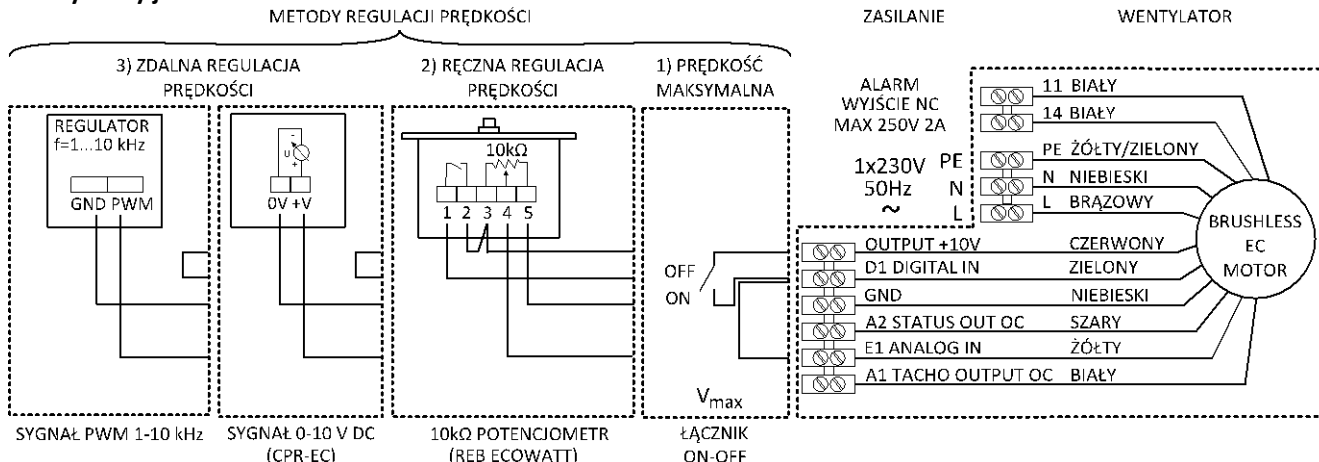 METODY REGULACJI PRĘDKOŚCI
ZASILANIE
WENTYLATOR
3) ZDALNA REGULACJA
PRĘDKOŚCI
2) RĘCZNA REGULACJA
PRĘDKOŚCI
1) PRĘDKOŚĆ
MAKSYMALNA
REGULATOR
f=1...10 kHz
GND PWM
U
-
+
0V +V
10kΩ
1 2 3 4 5
OFF
ON
Vmax
ALARM
WYJŚCIE NC
MAX 250V 2A
1x230V
50Hz
~
PE
N
L
11 BIAŁY
14 BIAŁY
PE ŻÓŁTY/ZIELONY
N NIEBIESKI
L BRĄZOWY
OUTPUT +10V CZERWONY
D1 DIGITAL IN ZIELONY
GND NIEBIESKI
A2 STATUS OUT OC SZARY
E1 ANALOG IN ŻÓŁTY
A1 TACHO OUTPUT OC BIAŁY
BRUSHLESS
EC
MOTOR
SYGNAŁ PWM 1-10 kHz
SYGNAŁ 0-10 V DC
(CPR-EC)
10kΩ POTENCJOMETR
(REB ECOWATT)
ŁĄCZNIK
ON-OFF